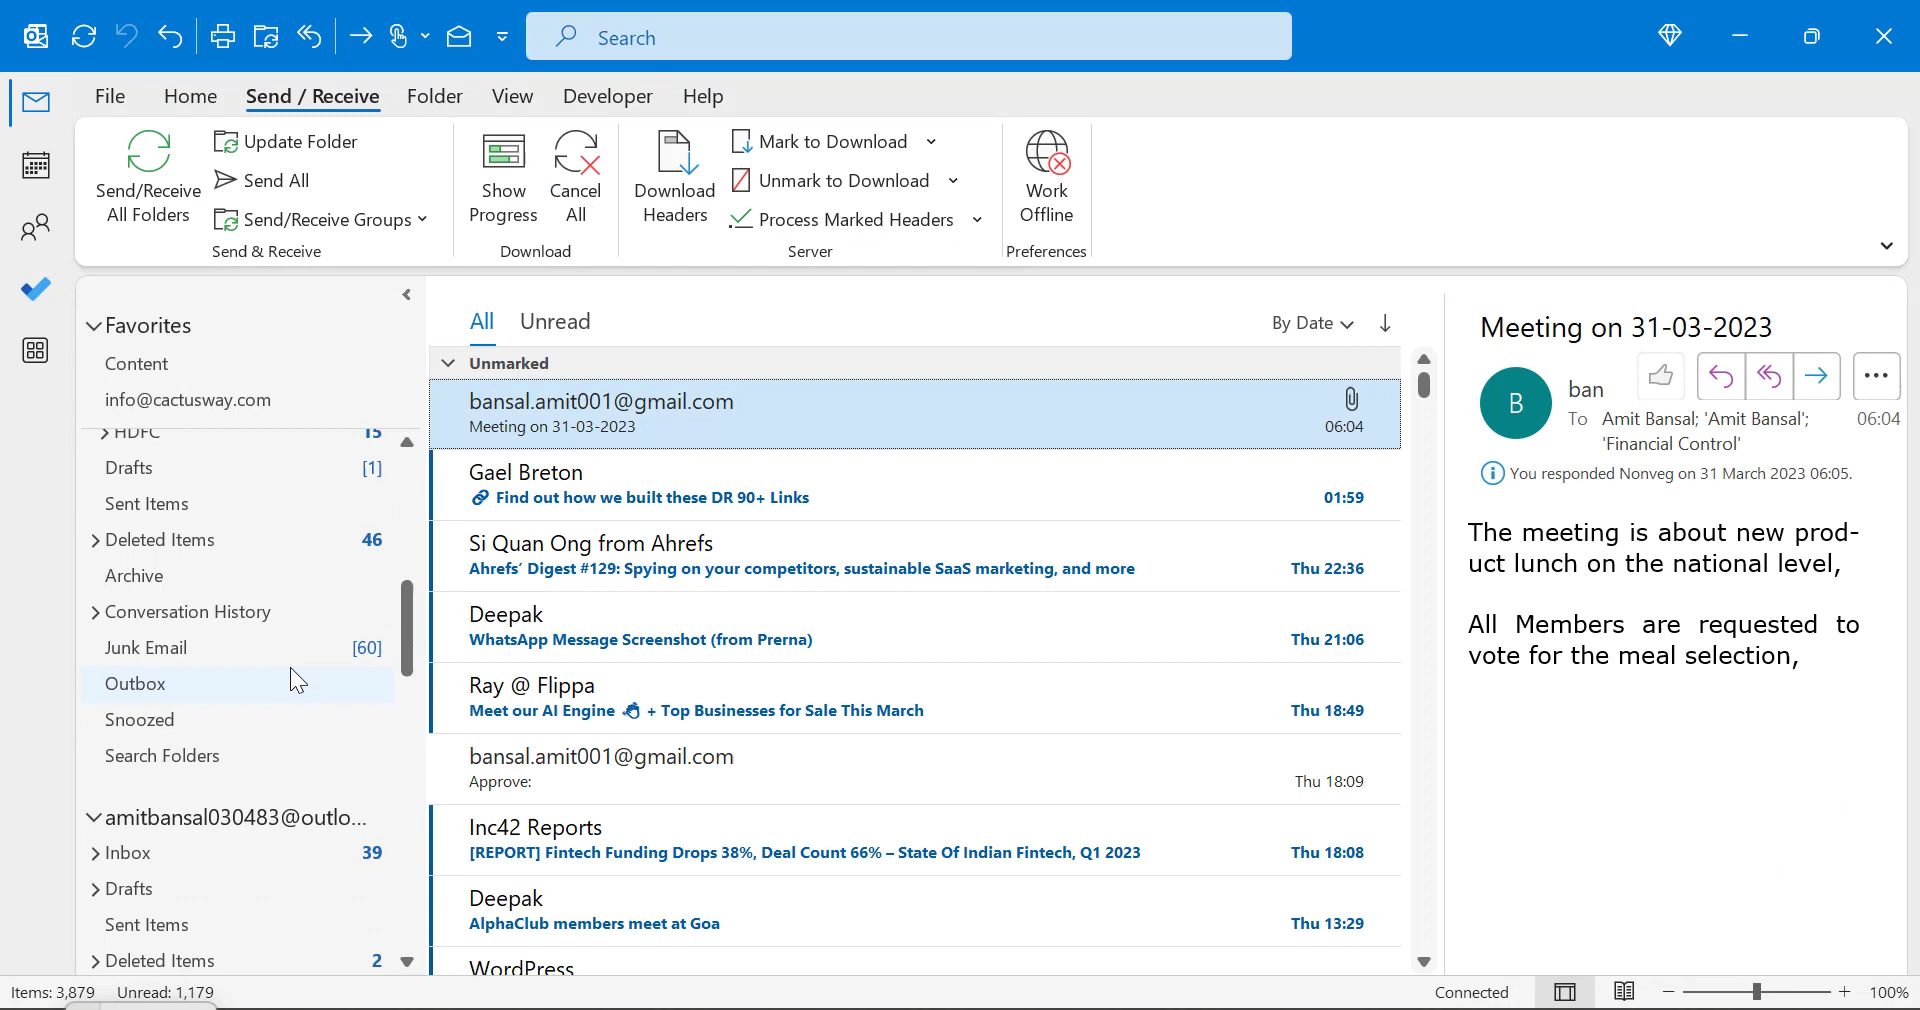 Search
File Home Send / Receive Folder View Developer Help
Send/Receive
All Folders
Update Folder
Send All
Send/Receive Groups
Send & Receive
Show
Progress
Cancel
All
Download
Download
Headers
Mark to Download
Unmark to Download
Process Marked Headers
Server
Work
Offline
Preferences
Favorites
Content
info@cactusway.com
HDFC 15
Drafts [1]
Sent Items
Deleted Items 46
Archive
Conversation History
Junk Email [60]
Outbox
Snoozed
Search Folders
amitbansal030483@outlo...
Inbox 39
Drafts
Sent Items
Deleted Items 2
All Unread By Date
Unmarked
bansal.amit001@gmail.com
Meeting on 31-03-2023 06:04
Gael Breton
Find out how we built these DR 90+ Links 01:59
Si Quan Ong from Ahrefs
Ahrefs' Digest #129: Spying on your competitors, sustainable SaaS marketing, and more Thu 22:36
Deepak
WhatsApp Message Screenshot (from Prerna) Thu 21:06
Ray @ Flippa
Meet our AI Engine + Top Businesses for Sale This March Thu 18:49
bansal.amit001@gmail.com
Approve: Thu 18:09
Inc42 Reports
[REPORT] Fintech Funding Drops 38%, Deal Count 66% – State Of Indian Fintech, Q1 2023 Thu 18:08
Deepak
AlphaClub members meet at Goa Thu 13:29
WordPress
Meeting on 31-03-2023
B
ban
To Amit Bansal; 'Amit Bansal'; 06:04
'Financial Control'
You responded Nonveg on 31 March 2023 06:05.
The meeting is about new prod-
uct lunch on the national level,
All Members are requested to
vote for the meal selection,
Items: 3,879 Unread: 1,179 Connected 100%